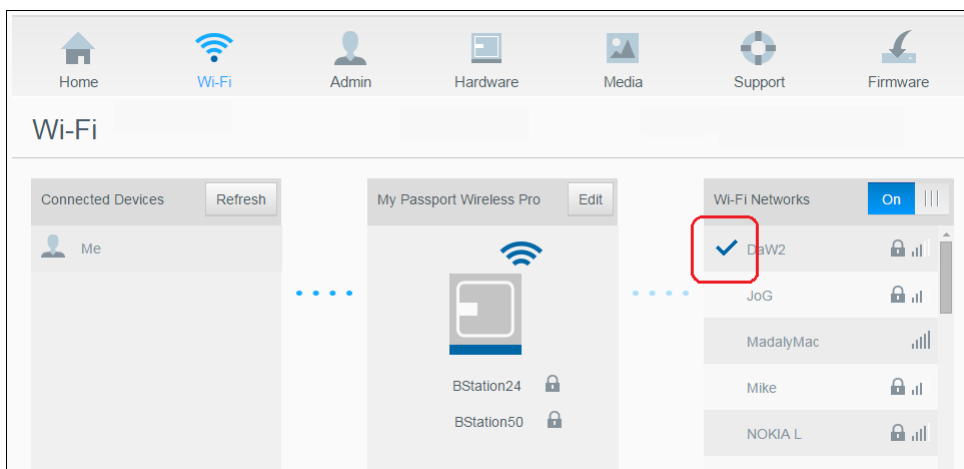 Home Wi-Fi Admin Hardware Media Support Firmware
Wi-Fi
Connected Devices Refresh
Me
My Passport Wireless Pro Edit
BStation24
BStation50
Wi-Fi Networks On
DaW2
JoG
MadalyMac
Mike
NOKIA L